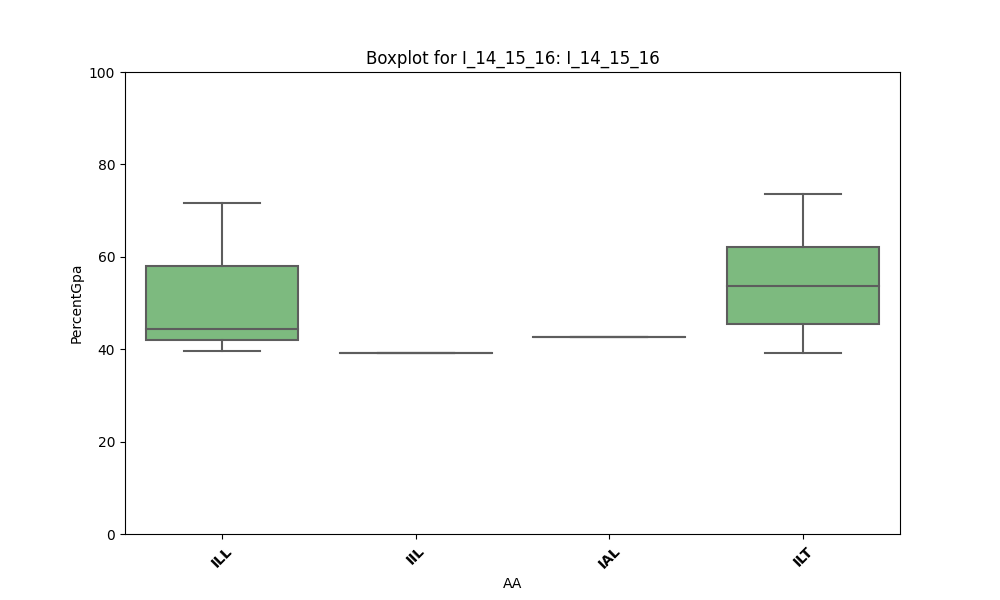 Boxplot for I_14_15_16: I_14_15_16
100
80
60
40
20
0
PercentGpa
ILL
IIL
IAL
ILT
AA